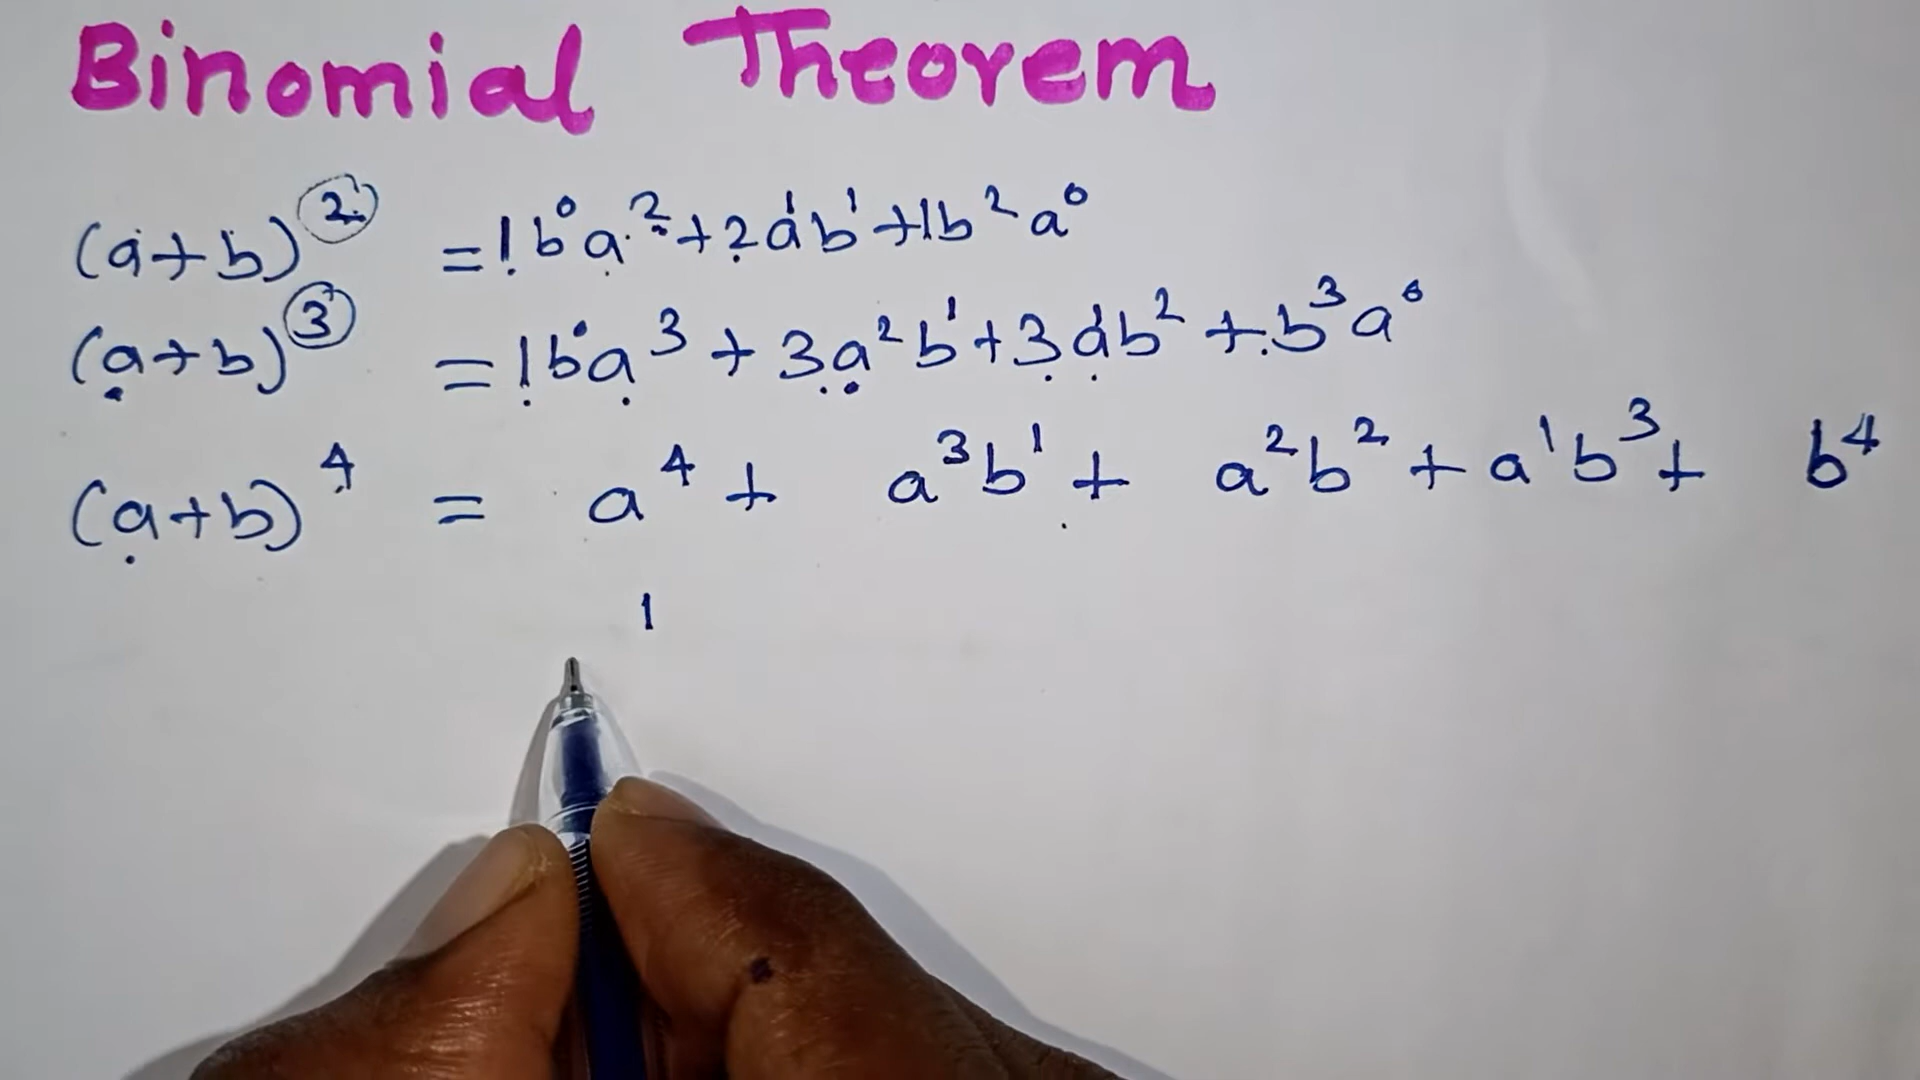 Binomial Theorem
(a+b)² = 1b⁰a² + 2a¹b¹ + 1b²a⁰
(a+b)³ = 1b⁰a³ + 3a²b¹ + 3a¹b² + b³a⁰
(a+b)⁴ = a⁴ + a³b¹ + a²b² + a¹b³ + b⁴
1